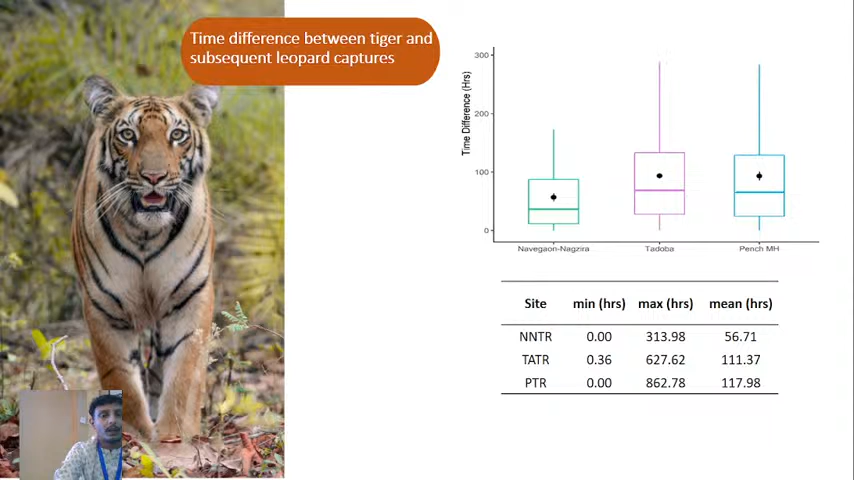 Time difference between tiger and
subsequent leopard captures
Time Difference (Hrs)
300
200
100
0
Navegaon-Nagzira Tadoba Pench MH
Site min (hrs) max (hrs) mean (hrs)
NNTR 0.00 313.98 56.71
TATR 0.36 627.62 111.37
PTR 0.00 862.78 117.98